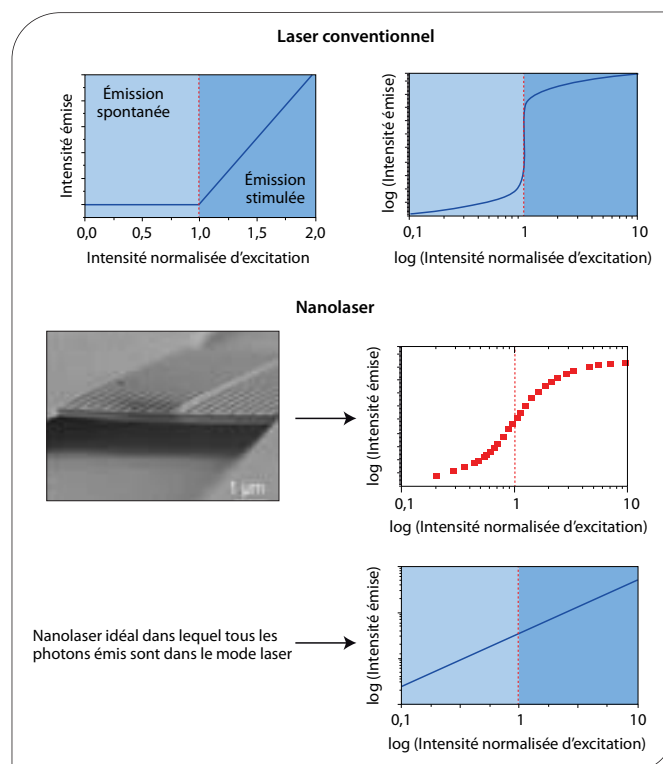 Laser conventionnel
Intensité émise
Émission
spontanée
Émission
stimulée
0,0 0,5 1,0 1,5 2,0
Intensité normalisée d'excitation
log (Intensité émise)
0,1 1 10
log (Intensité normalisée d'excitation)
Nanolaser
1 µm
log (Intensité émise)
0,1 1 10
log (Intensité normalisée d'excitation)
Nanolaser idéal dans lequel tous les
photons émis sont dans le mode laser
log (Intensité émise)
0,1 1 10
log (Intensité normalisée d'excitation)